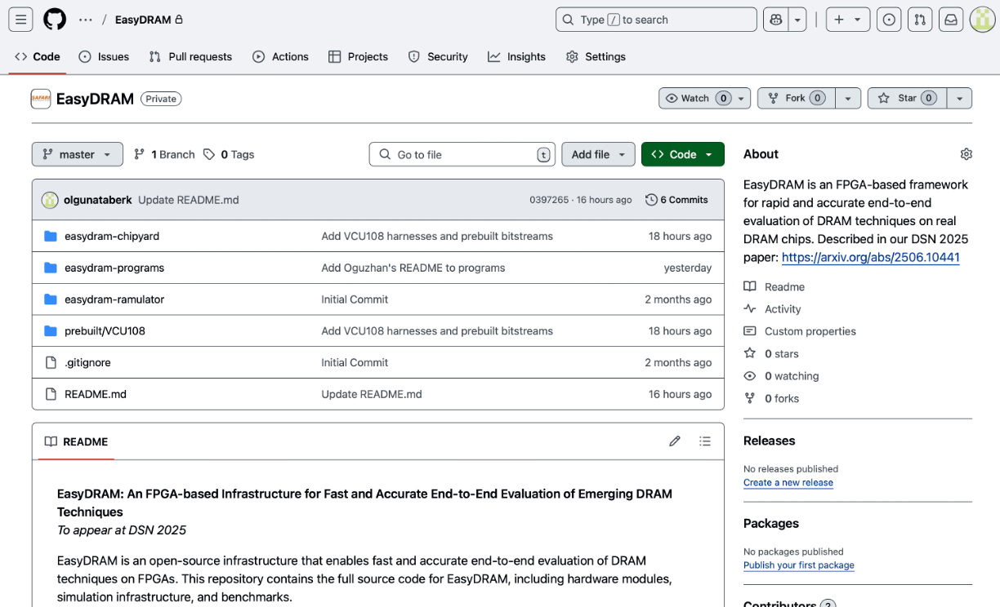 ··· / EasyDRAM
Type / to search
Code Issues Pull requests Actions Projects Security Insights Settings
SAFARI EasyDRAM Private
Watch 0 Fork 0 Star 0
master 1 Branch 0 Tags
Go to file t Add file Code
olgunataberk Update README.md 0397265 · 16 hours ago 6 Commits
easydram-chipyard Add VCU108 harnesses and prebuilt bitstreams 18 hours ago
easydram-programs Add Oguzhan's README to programs yesterday
easydram-ramulator Initial Commit 2 months ago
prebuilt/VCU108 Add VCU108 harnesses and prebuilt bitstreams 18 hours ago
.gitignore Initial Commit 2 months ago
README.md Update README.md 16 hours ago
README
EasyDRAM: An FPGA-based Infrastructure for Fast and Accurate End-to-End Evaluation of Emerging DRAM
Techniques
To appear at DSN 2025
EasyDRAM is an open-source infrastructure that enables fast and accurate end-to-end evaluation of DRAM
techniques on FPGAs. This repository contains the full source code for EasyDRAM, including hardware modules,
simulation infrastructure, and benchmarks.
About
EasyDRAM is an FPGA-based framework
for rapid and accurate end-to-end
evaluation of DRAM techniques on real
DRAM chips. Described in our DSN 2025
paper: https://arxiv.org/abs/2506.10441
Readme
Activity
Custom properties
0 stars
0 watching
0 forks
Releases
No releases published
Create a new release
Packages
No packages published
Publish your first package
Contributors 2